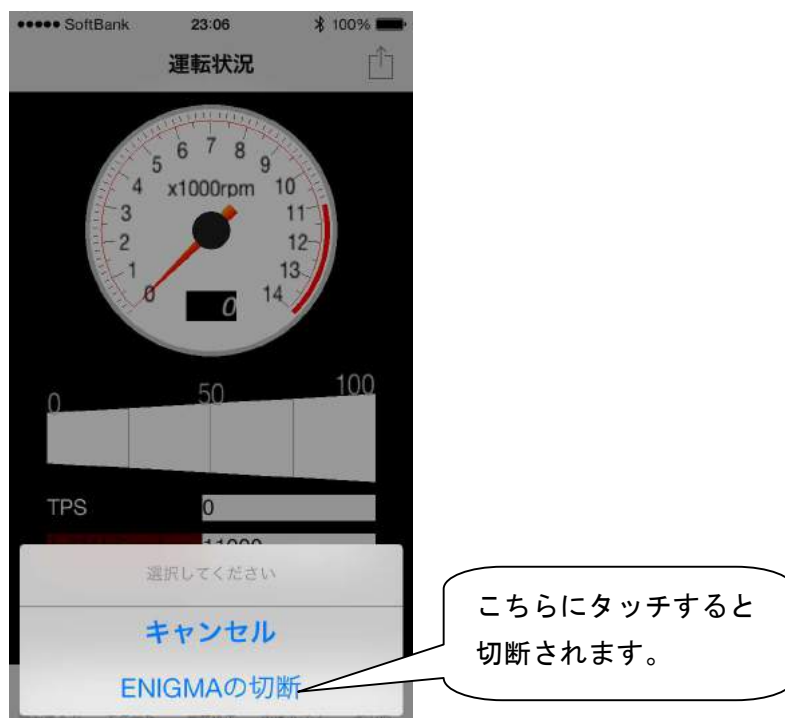 SoftBank 23:06 100%
運転状況
0 1 2 3 4 5 6 7 8 9 10 11 12 13 14
x1000rpm
0
0 50 100
TPS 0
11000
選択してください
キャンセル
ENIGMAの切断
こちらにタッチすると
切断されます。